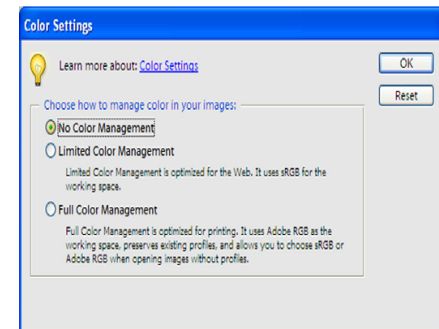 Color Settings
Learn more about: Color Settings
OK
Reset
Choose how to manage color in your images:
No Color Management
Limited Color Management
Limited Color Management is optimized for the Web. It uses sRGB for the
working space.
Full Color Management
Full Color Management is optimized for printing. It uses Adobe RGB as the
working space, preserves existing profiles, and allows you to choose sRGB or
Adobe RGB when opening images without profiles.